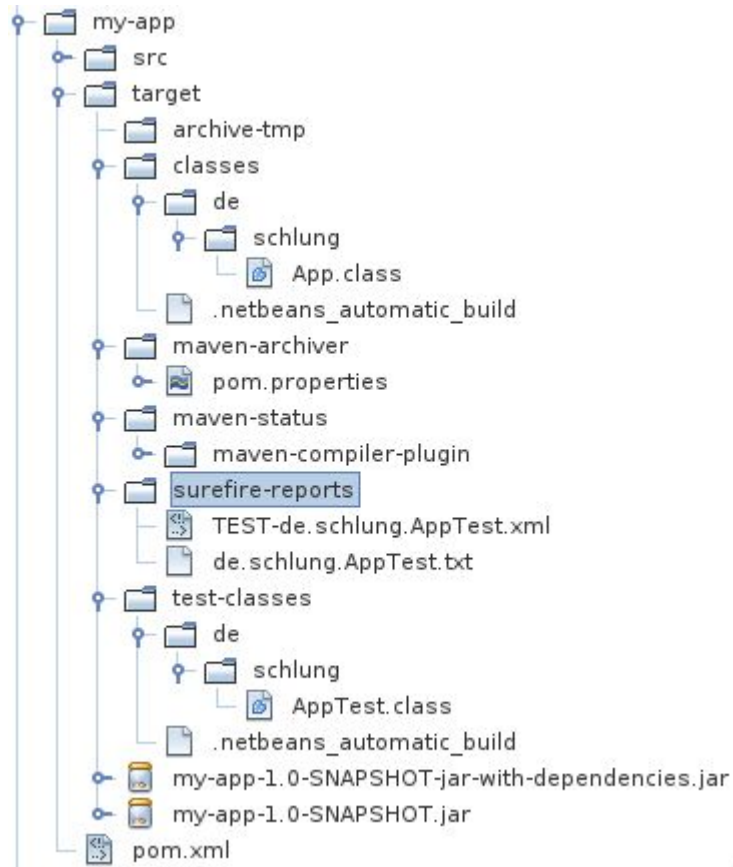 my-app
src
target
archive-tmp
classes
de
schlung
App.class
.netbeans_automatic_build
maven-archiver
pom.properties
maven-status
maven-compiler-plugin
surefire-reports
TEST-de.schlung.AppTest.xml
de.schlung.AppTest.txt
test-classes
de
schlung
AppTest.class
.netbeans_automatic_build
my-app-1.0-SNAPSHOT-jar-with-dependencies.jar
my-app-1.0-SNAPSHOT.jar
pom.xml